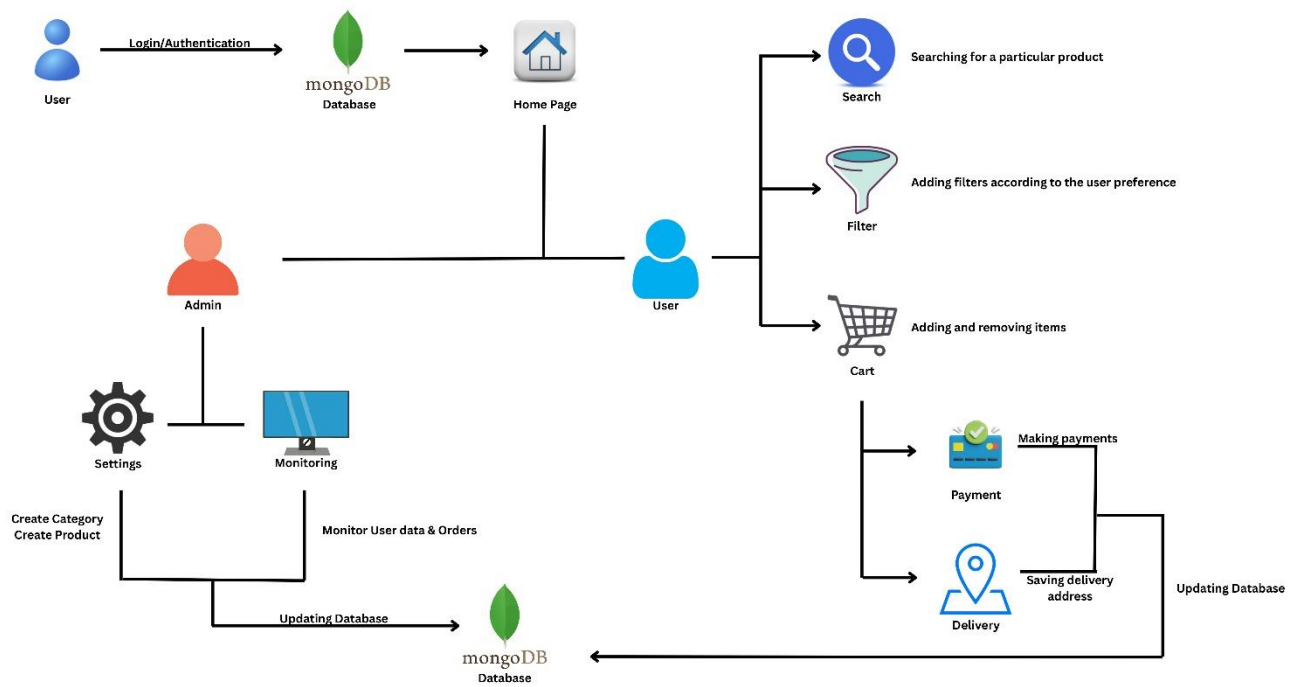 Login/Authentication
User
mongoDB
Database
Home Page
Searching for a particular product
Search
Adding filters according to the user preference
Filter
Admin
User
Adding and removing items
Cart
Settings
Monitoring
Making payments
Payment
Create Category
Create Product
Monitor User data & Orders
Saving delivery
address
Updating Database
Delivery
Updating Database
mongoDB
Database